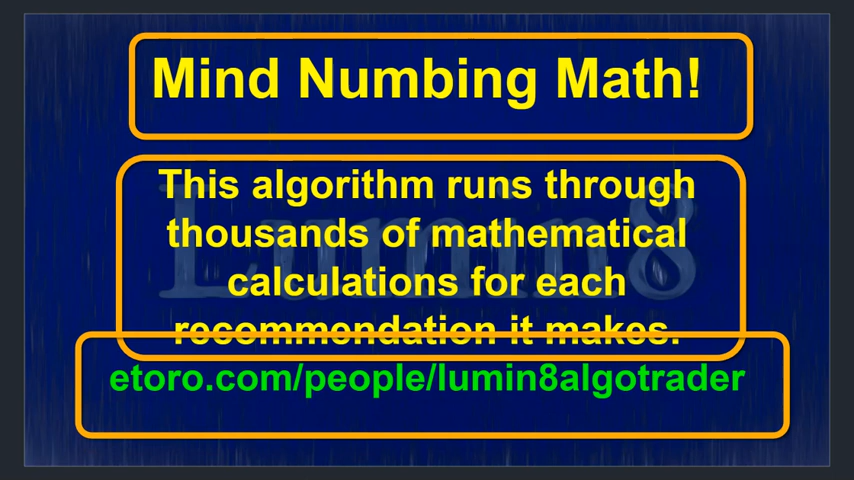 Mind Numbing Math!
This algorithm runs through
thousands of mathematical
calculations for each
recommendation it makes.
etoro.com/people/lumin8algotrader
Lumin8